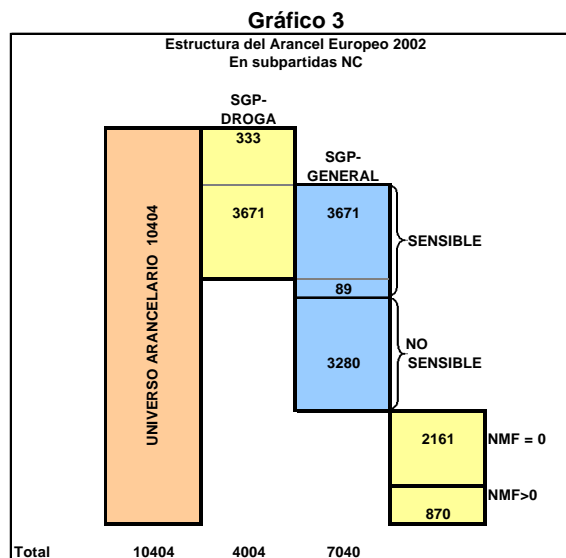 Gráfico 3
Estructura del Arancel Europeo 2002
En subpartidas NC
SGP-
DROGA
333
SGP-
GENERAL
3671
3671
SENSIBLE
89
UNIVERSO ARANCELARIO 10404
NO
SENSIBLE
3280
2161
NMF = 0
NMF>0
870
Total 10404 4004 7040